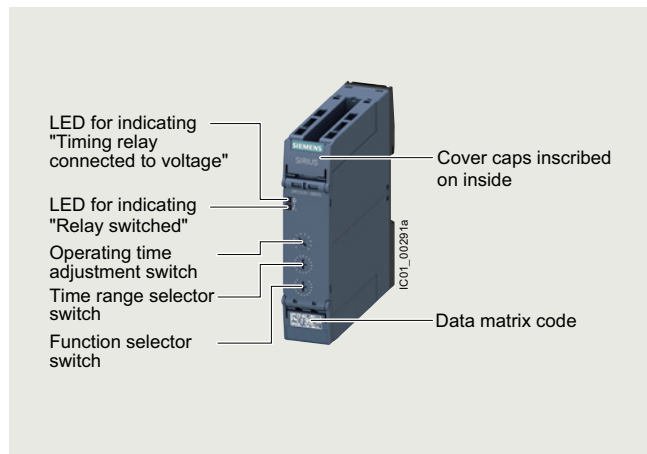 LED for indicating
"Timing relay
connected to voltage"
LED for indicating
"Relay switched"
Operating time
adjustment switch
Time range selector
switch
Function selector
switch
SIEMENS
SIRIUS
Cover caps inscribed
on inside
Data matrix code
IC01_00291a